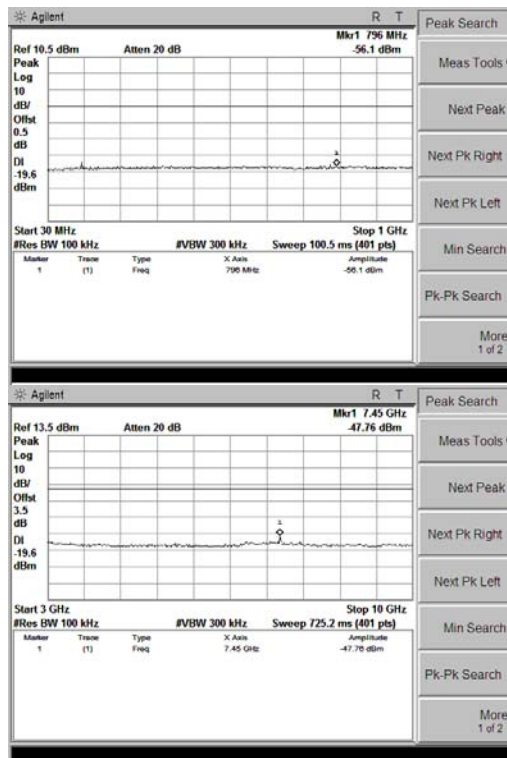 Agilent R T
Peak Search
Mkr1 796 MHz
Ref 10.5 dBm Atten 20 dB -56.1 dBm
Peak
Log
10
dB/
Offst
0.5
dB
DI
-19.6
dBm
1
Start 30 MHz Stop 1 GHz
#Res BW 100 kHz #VBW 300 kHz Sweep 100.5 ms (401 pts)
Marker Trace Type X Axis Amplitude
1 (1) Freq 796 MHz -56.1 dBm
Meas Tools
Next Peak
Next Pk Right
Next Pk Left
Min Search
Pk-Pk Search
More
1 of 2
Agilent R T
Peak Search
Mkr1 7.45 GHz
Ref 13.5 dBm Atten 20 dB -47.76 dBm
Peak
Log
10
dB/
Offst
3.5
dB
DI
-19.6
dBm
1
Start 3 GHz Stop 10 GHz
#Res BW 100 kHz #VBW 300 kHz Sweep 725.2 ms (401 pts)
Marker Trace Type X Axis Amplitude
1 (1) Freq 7.45 GHz -47.76 dBm
Meas Tools
Next Peak
Next Pk Right
Next Pk Left
Min Search
Pk-Pk Search
More
1 of 2